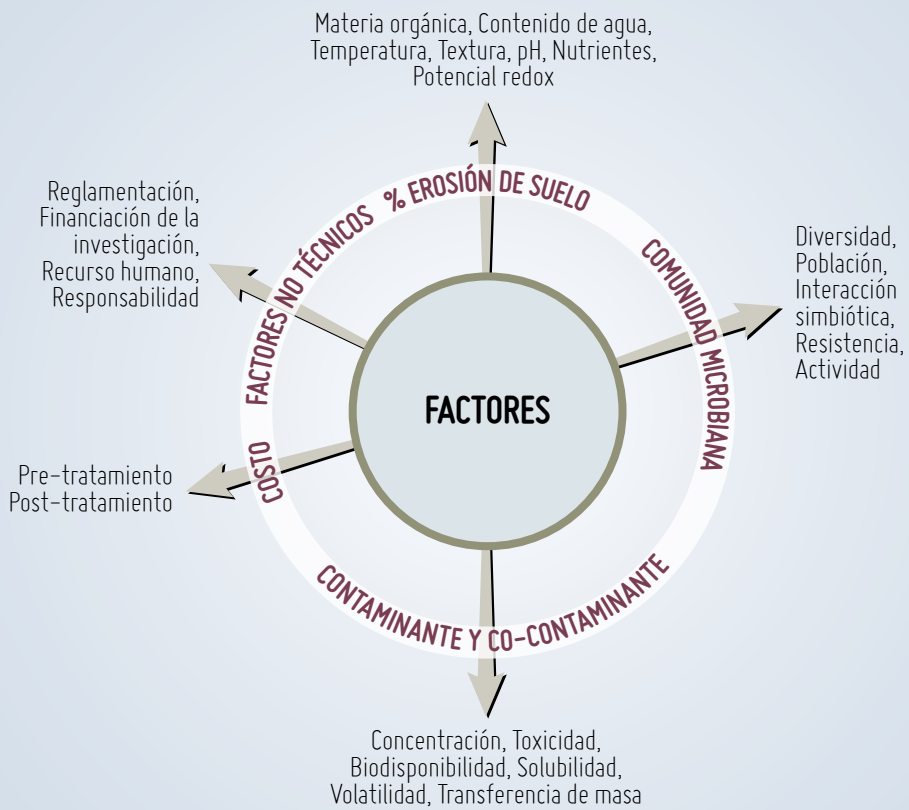 Materia orgánica, Contenido de agua,
Temperatura, Textura, pH, Nutrientes,
Potencial redox
% EROSIÓN DE SUELO
FACTORES NO TÉCNICOS
Reglamentación,
Financiación de la
investigación,
Recurso humano,
Responsabilidad
COMUNIDAD MICROBIANA
Diversidad,
Población,
Interacción
simbiótica,
Resistencia,
Actividad
FACTORES
COSTO
Pre-tratamiento
Post-tratamiento
CONTAMINANTE Y CO-CONTAMINANTE
Concentración, Toxicidad,
Biodisponibilidad, Solubilidad,
Volatilidad, Transferencia de masa